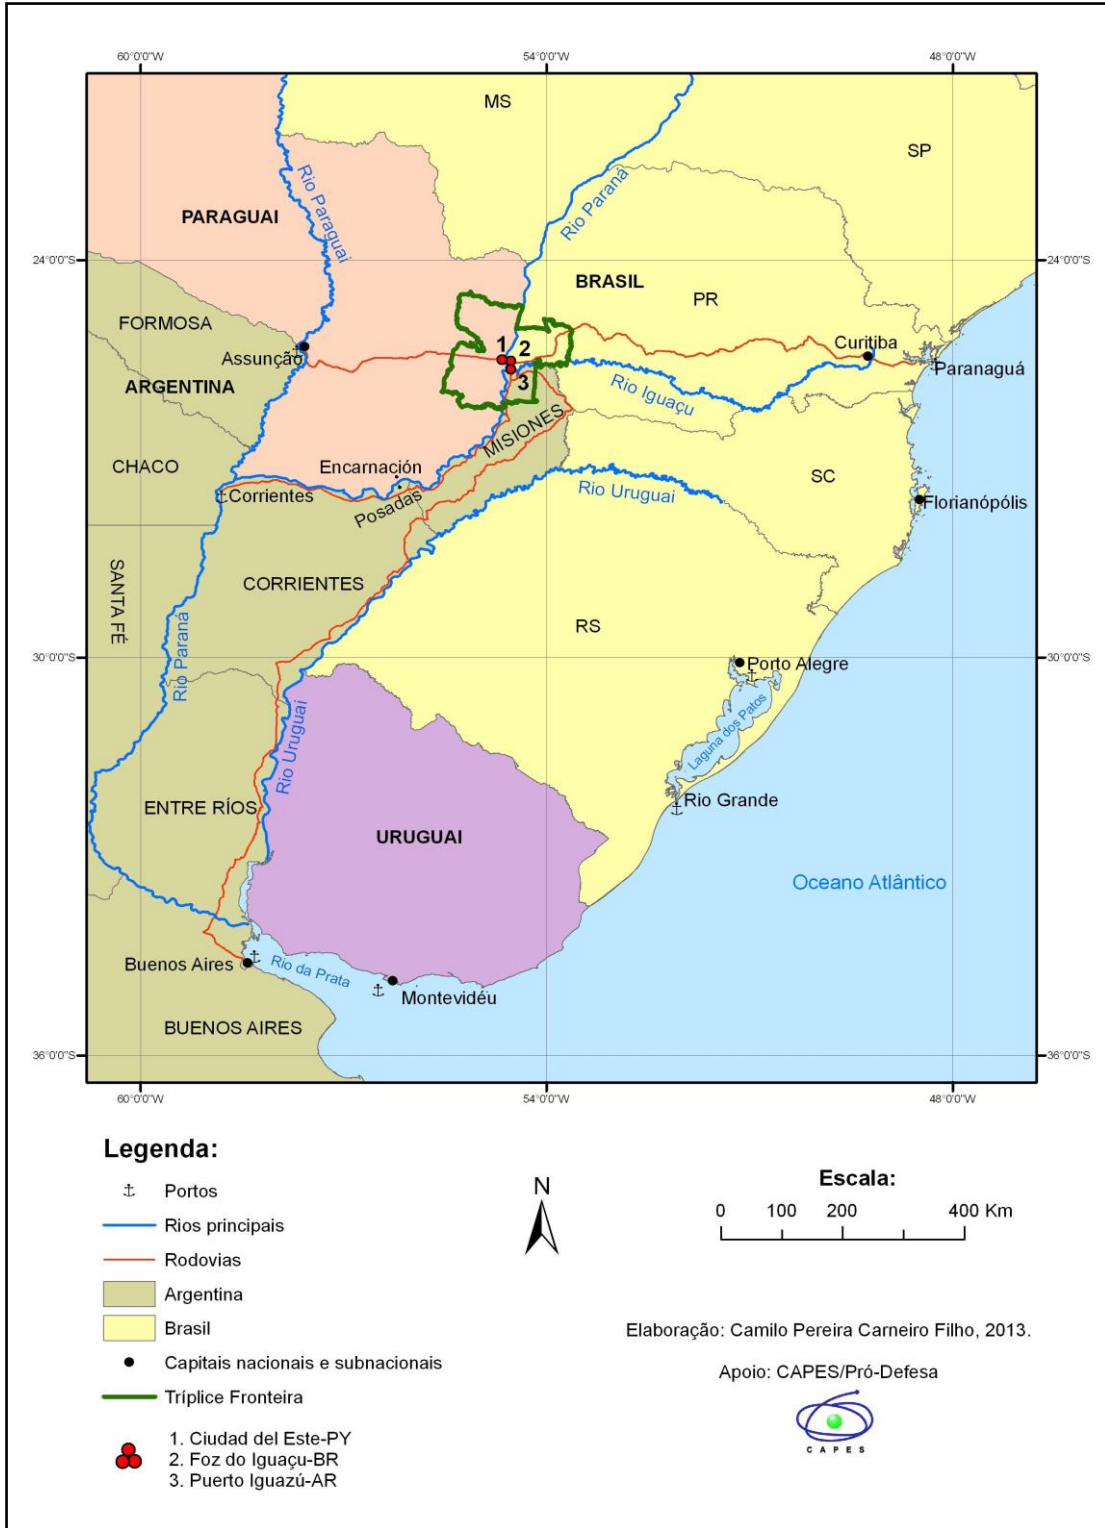 60°0'0"W
54°0'0"W
48°0'0"W
MS
SP
Rio Paraguai
Rio Paraná
PARAGUAI
24°0'0"S
24°0'0"S
BRASIL
PR
FORMOSA
1
2
3
Curitiba
Assunção
Paranaguá
ARGENTINA
Rio Iguaçu
MISIONES
CHACO
Encarnación
SC
Corrientes
Posadas
Rio Uruguai
Florianópólis
SANTA FÉ
CORRIENTES
RS
Rio Paraná
30°0'0"S
30°0'0"S
Porto Alegre
Rio Uruguai
Laguna dos Patos
ENTRE RÍOS
Rio Grande
URUGUAI
Oceano Atlântico
Buenos Aires
Rio da Prata
Montevidéu
BUENOS AIRES
36°0'0"S
36°0'0"S
60°0'0"W
54°0'0"W
48°0'0"W
Legenda:
Portos
Rios principais
Rodovias
Argentina
Brasil
Capitais nacionais e subnacionais
Tríplice Fronteira
1. Ciudad del Este-PY
2. Foz do Iguaçu-BR
3. Puerto Iguazú-AR
N
Escala:
0 100 200 400 Km
Elaboração: Camilo Pereira Carneiro Filho, 2013.
Apoio: CAPES/Pró-Defesa
CAPES